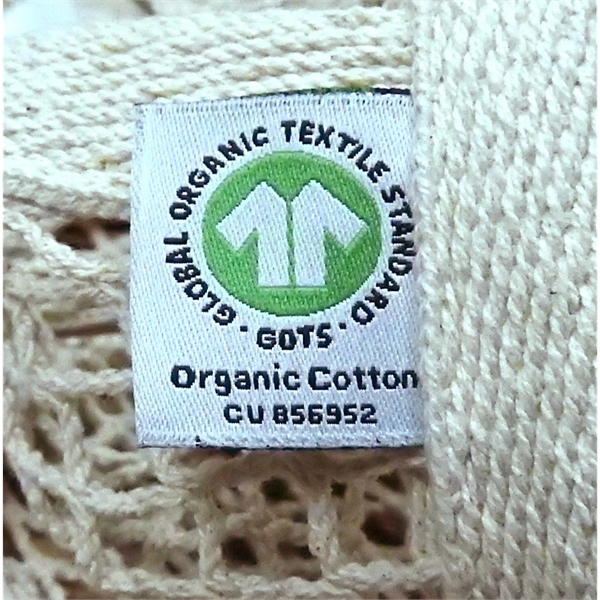 GLOBAL ORGANIC TEXTILE STANDARD
· GOTS ·
Organic Cotton
CU 856952